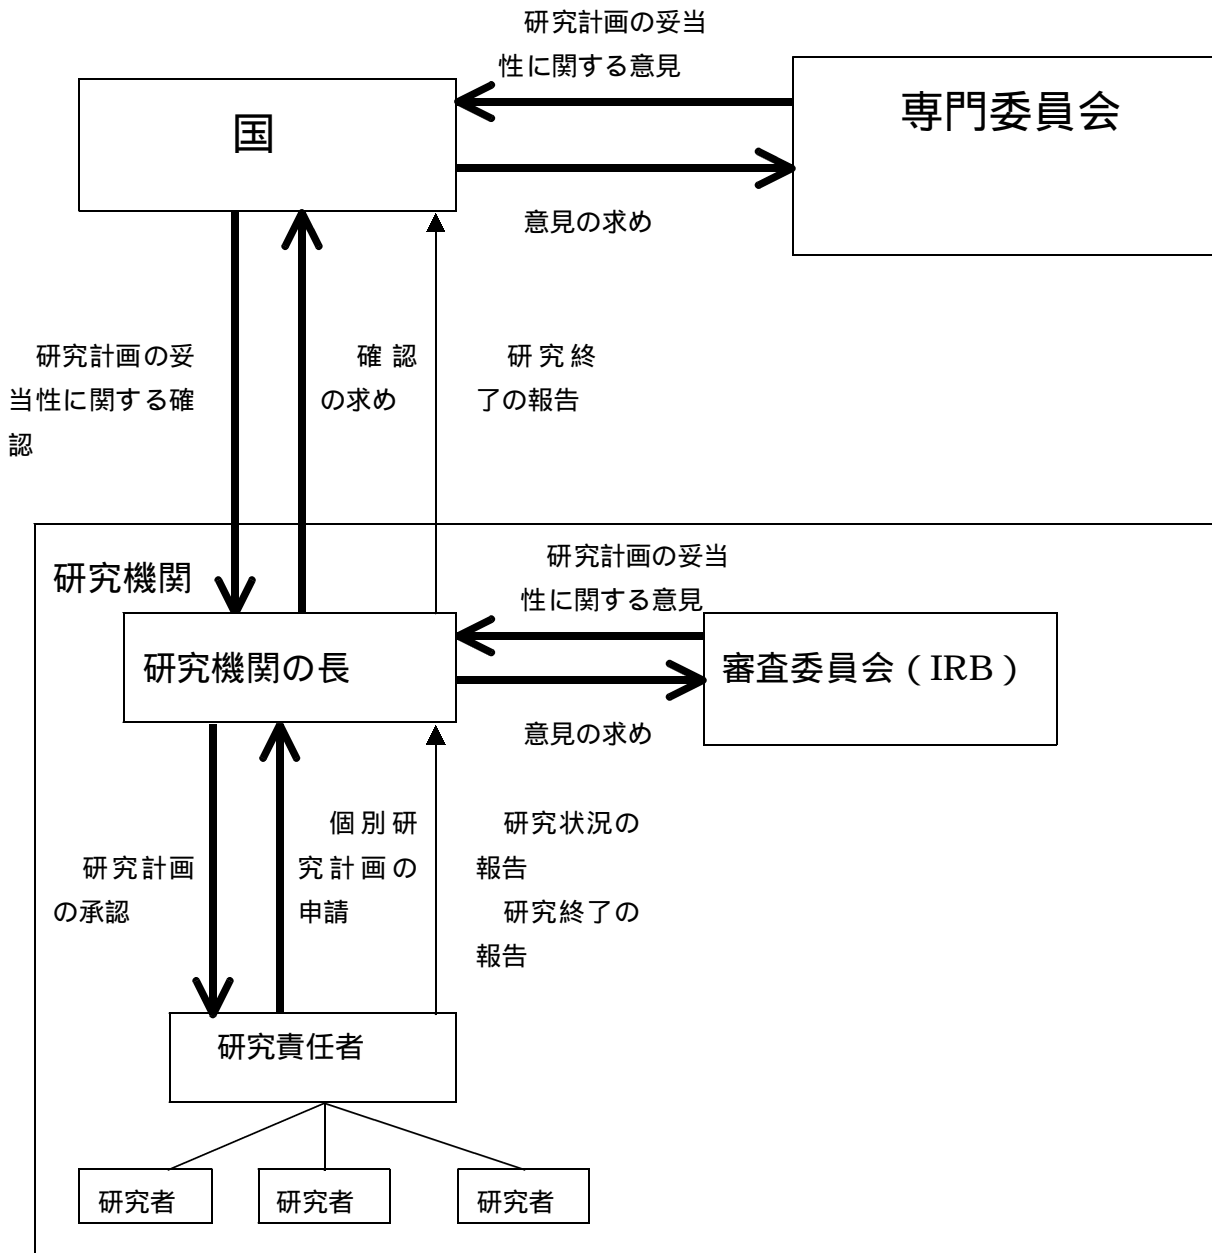 研究計画の妥当
性に関する意見
専門委員会
国
意見の求め
研究計画の妥
当性に関する確
認
確認
の求め
研究終
了の報告
研究機関
研究計画の妥当
性に関する意見
研究機関の長
審査委員会（IRB）
意見の求め
研究計画
の承認
個別研
究計画の
申請
研究状況の
報告
研究終了の
報告
研究責任者
研究者
研究者
研究者